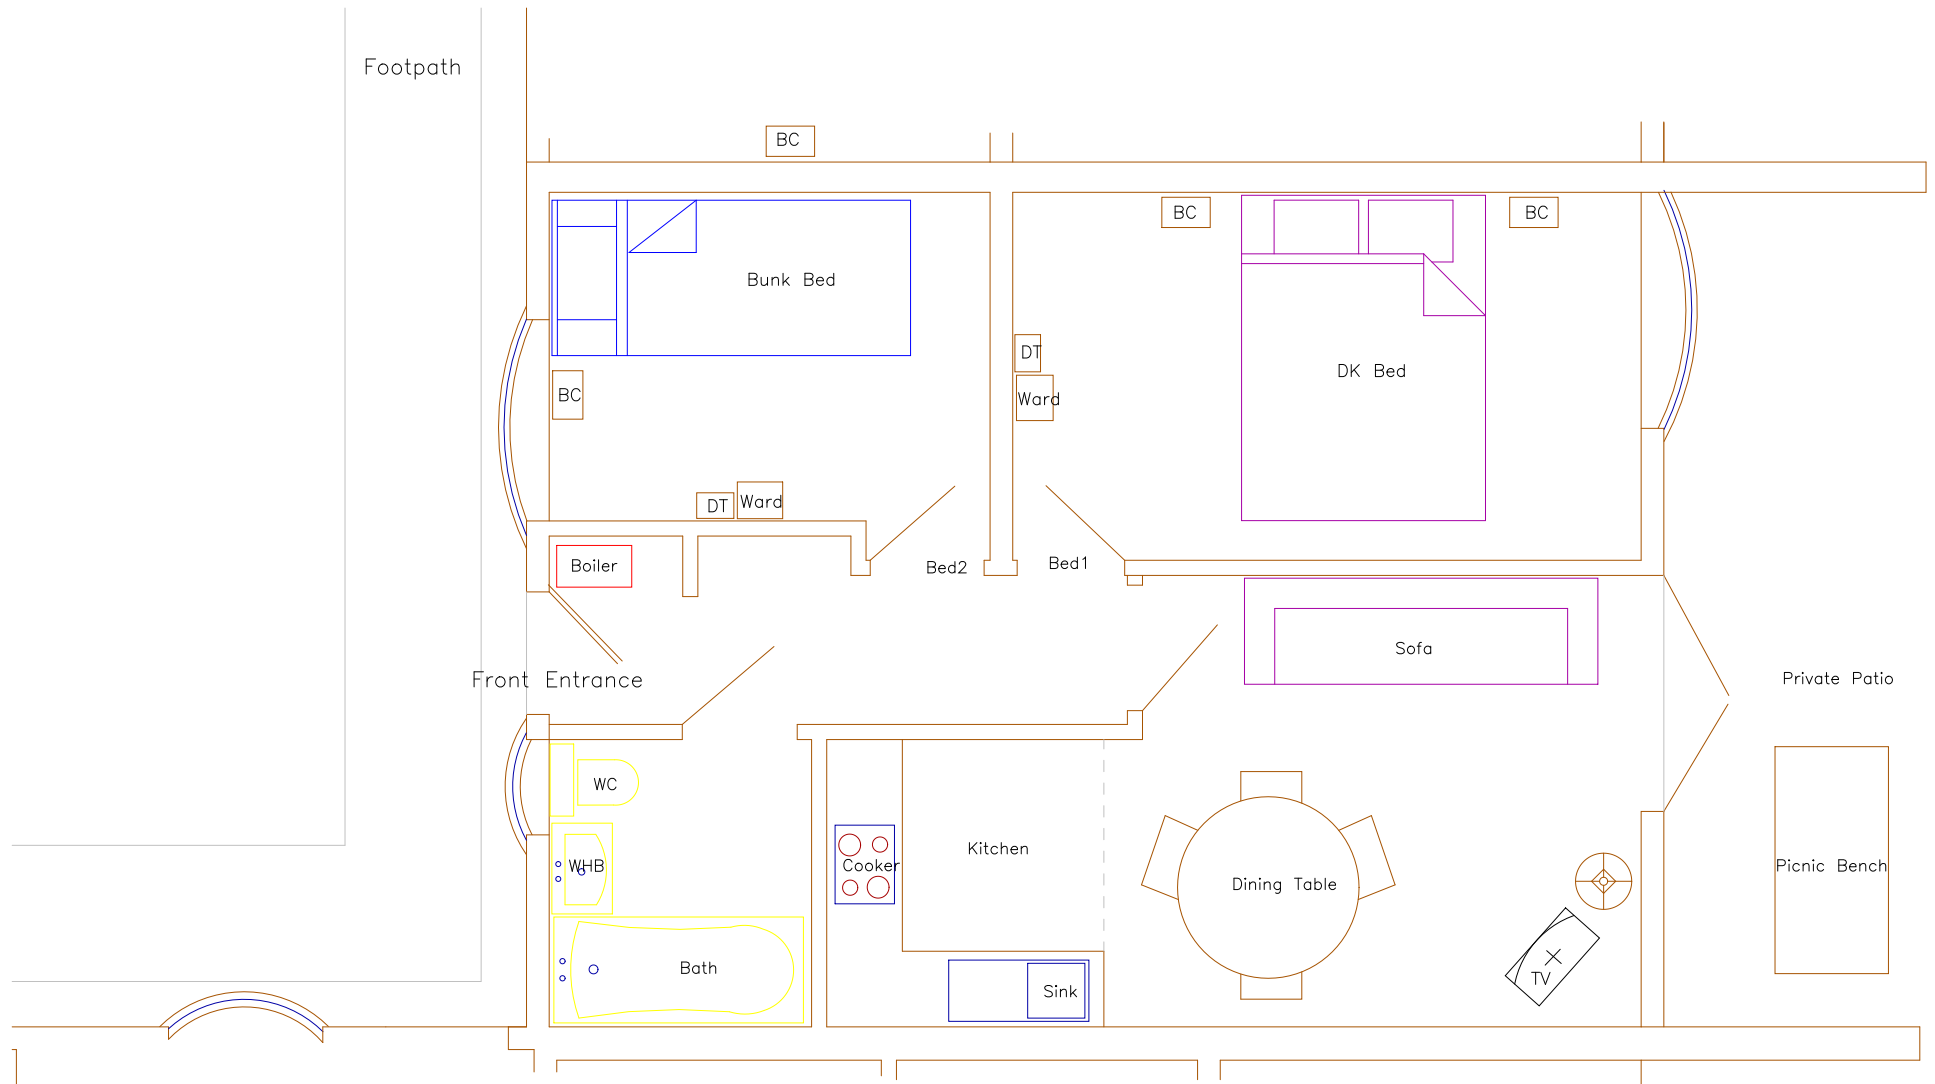 Footpath
BC
BC
BC
Bunk Bed
DT
DK Bed
BC
Ward
DT
Ward
Boiler
Bed2
Bed1
Sofa
Front Entrance
Private Patio
WC
Kitchen
WHB
Cooker
Picnic Bench
Dining Table
Bath
TV
Sink